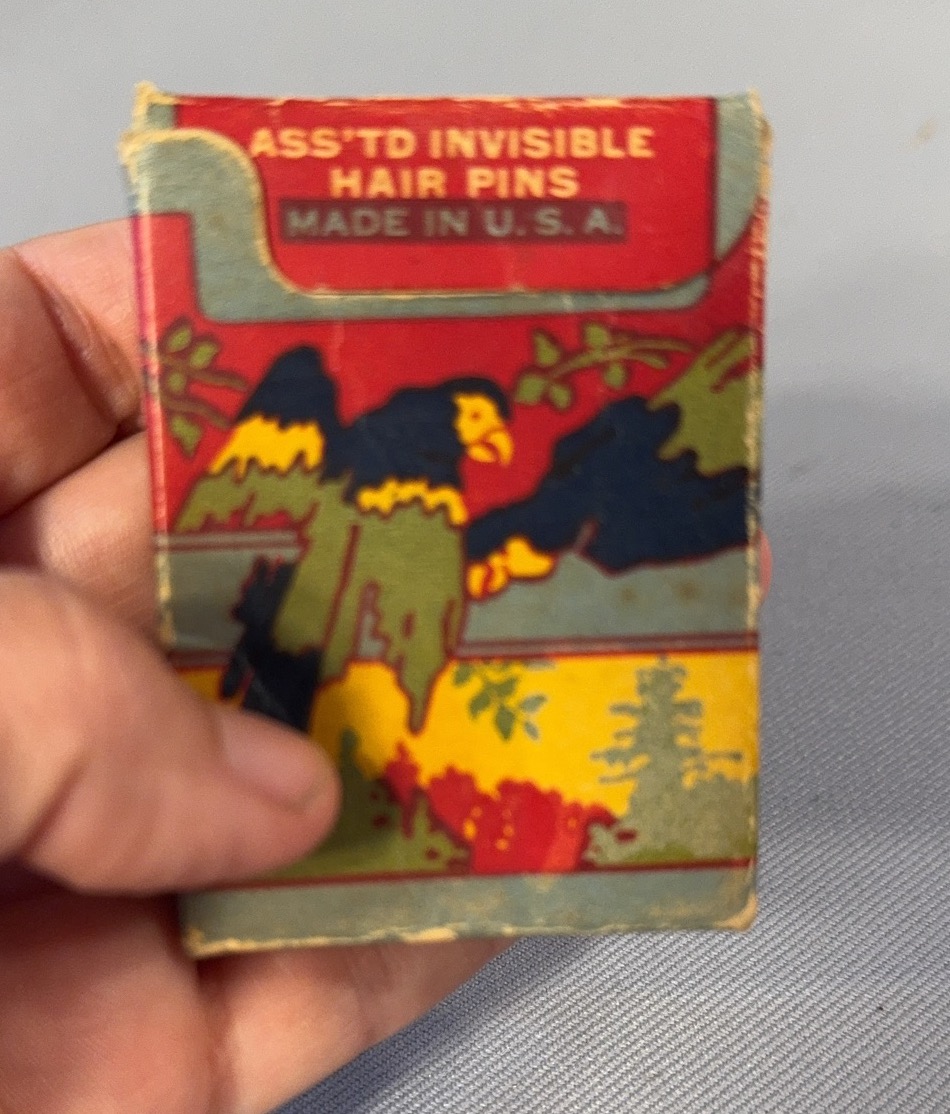 ASS'TD INVISIBLE
HAIR PINS
MADE IN U.S.A.